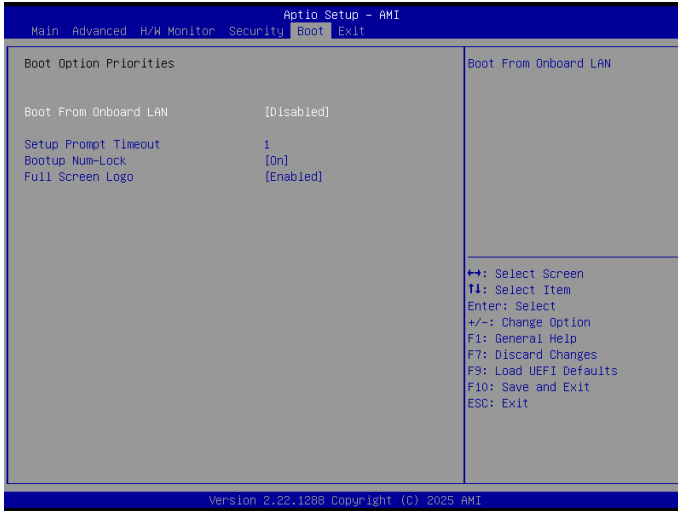 Aptio Setup – AMI
Main Advanced H/W Monitor Security Boot Exit
Boot Option Priorities
Boot From Onboard LAN [Disabled]
Setup Prompt Timeout 1
Bootup Num-Lock [On]
Full Screen Logo [Enabled]
Boot From Onboard LAN
↔: Select Screen
↑↓: Select Item
Enter: Select
+/-: Change Option
F1: General Help
F7: Discard Changes
F9: Load UEFI Defaults
F10: Save and Exit
ESC: Exit
Version 2.22.1288 Copyright (C) 2025 AMI